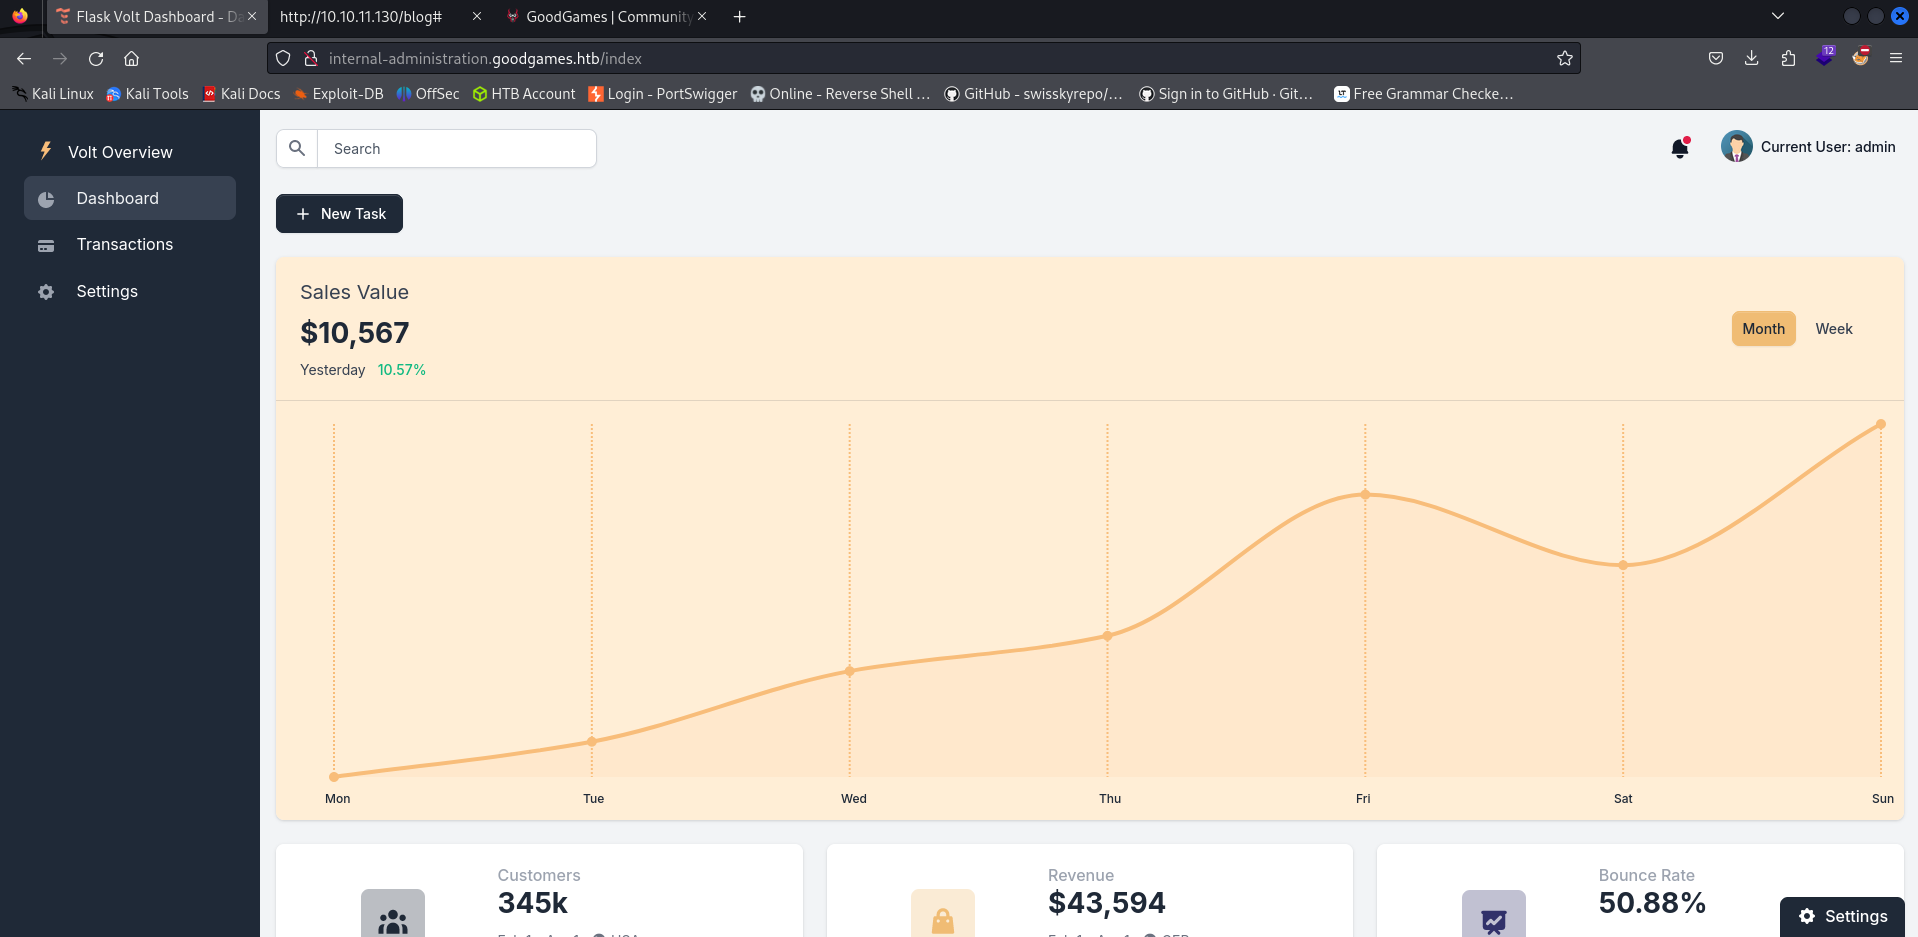 Flask Volt Dashboard - Da
http://10.10.11.130/blog#
GoodGames | Community
internal-administration.goodgames.htb/index
12
Kali Linux
Kali Tools
Kali Docs
Exploit-DB
OffSec
HTB Account
Login - PortSwigger
Online - Reverse Shell ...
GitHub - swisskyrepo/...
Sign in to GitHub · Git...
Free Grammar Checke...
Volt Overview
Dashboard
Transactions
Settings
Search
Current User: admin
New Task
Sales Value
$10,567
Yesterday 10.57%
Month
Week
Mon
Tue
Wed
Thu
Fri
Sat
Sun
Customers
345k
Revenue
$43,594
Bounce Rate
50.88%
Settings